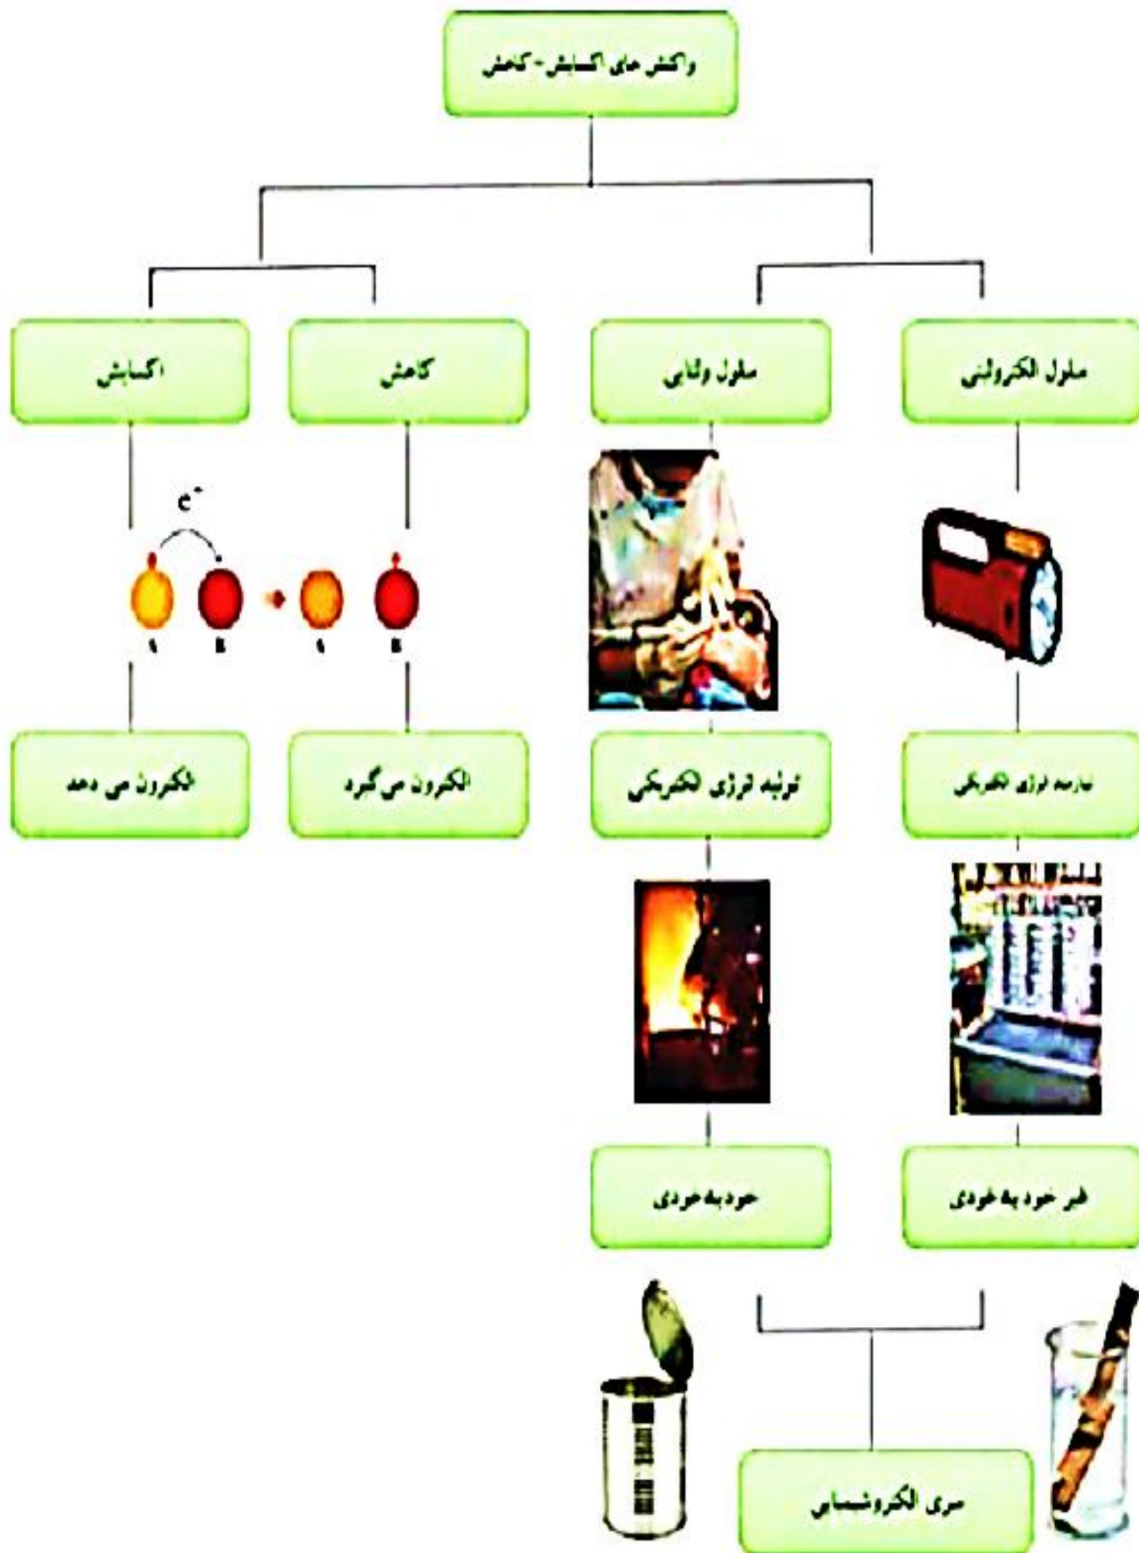 واکنش های اکسایش-کاهش
اکسایش
کاهش
سلول ولتایی
سلول الکترولیتی
e⁻
A B A B
الکترون می دهد
الکترون می‌گیرد
تولید انرژی الکتریکی
نیازمند انرژی الکتریکی
خود به خودی
غیر خود به خودی
سری الکتروشیمیایی